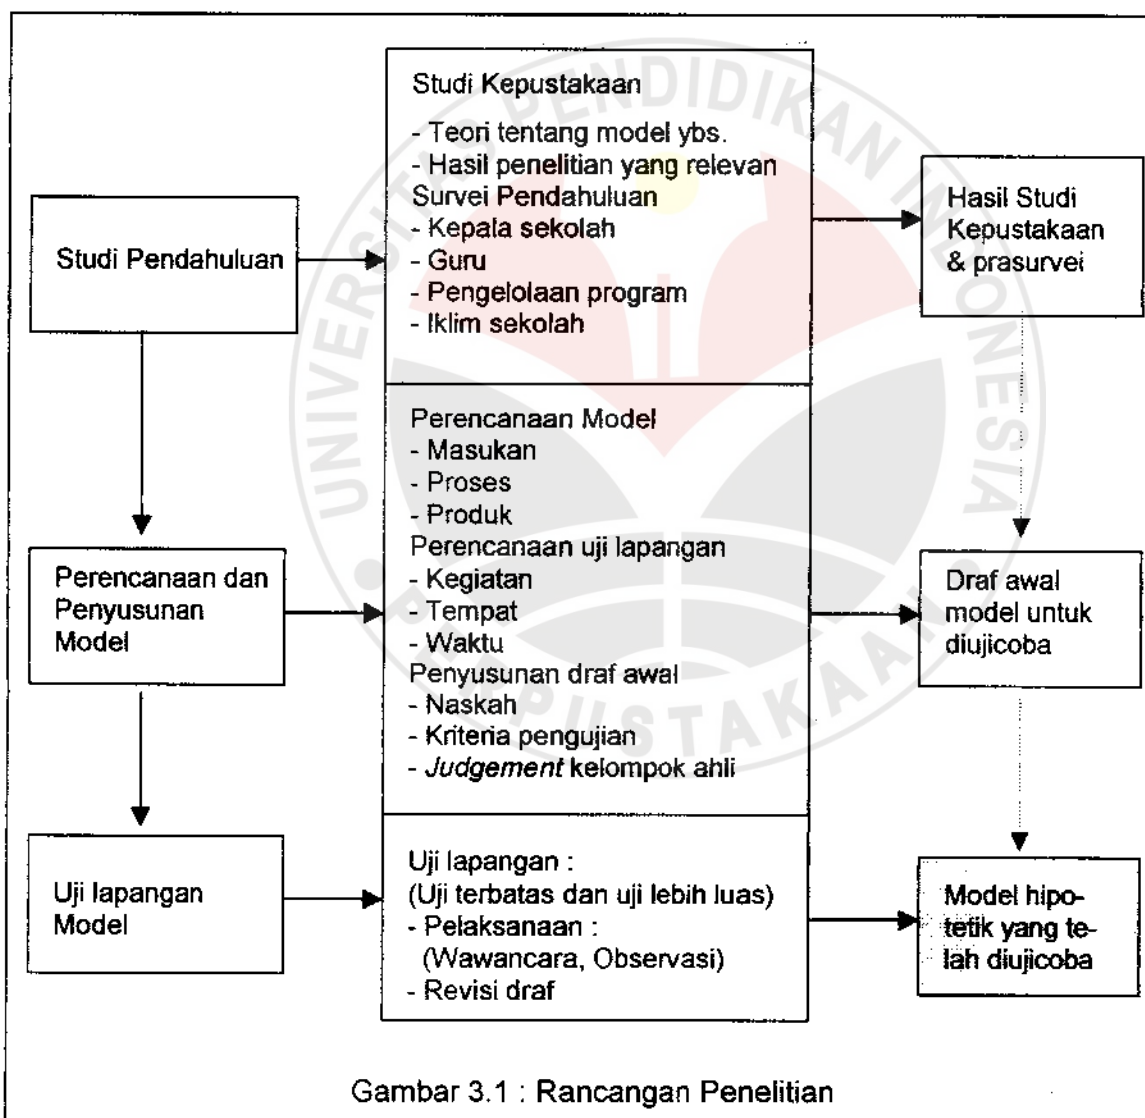 Studi Pendahuluan
Studi Kepustakaan
- Teori tentang model ybs.
- Hasil penelitian yang relevan
Survei Pendahuluan
- Kepala sekolah
- Guru
- Pengelolaan program
- Iklim sekolah
Hasil Studi
Kepustakaan
& prasurvei
Perencanaan dan
Penyusunan
Model
Perencanaan Model
- Masukan
- Proses
- Produk
Perencanaan uji lapangan
- Kegiatan
- Tempat
- Waktu
Penyusunan draf awal
- Naskah
- Kriteria pengujian
- Judgement kelompok ahli
Draf awal
model untuk
diujicoba
Uji lapangan
Model
Uji lapangan :
(Uji terbatas dan uji lebih luas)
- Pelaksanaan :
(Wawancara, Observasi)
- Revisi draf
Model hipo-
tetik yang te-
lah diujicoba
Gambar 3.1 : Rancangan Penelitian
UNIVERSITAS PENDIDIKAN INDONESIA
PERPUSTAKAAN